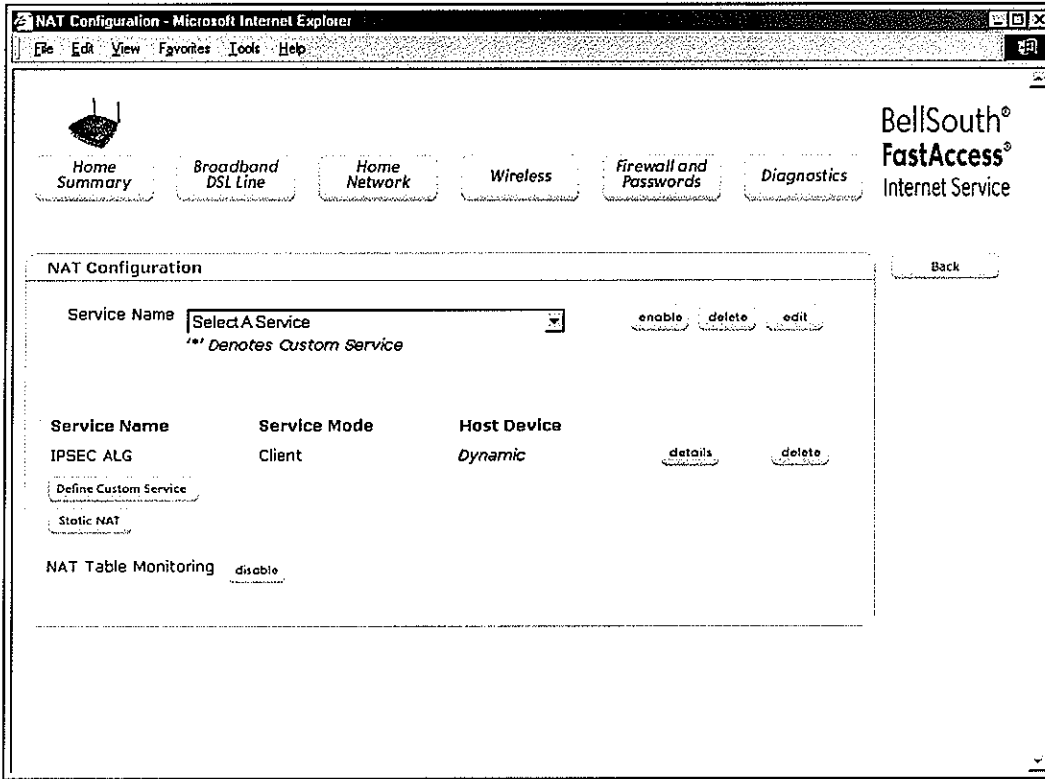 NAT Configuration - Microsoft Internet Explorer
File Edit View Favorites Tools Help
BellSouth®
FastAccess®
Internet Service
Home Summary
Broadband DSL Line
Home Network
Wireless
Firewall and Passwords
Diagnostics
NAT Configuration
Back
Service Name Select A Service enable delete edit
'*' Denotes Custom Service
Service Name Service Mode Host Device
IPSEC ALG Client Dynamic details delete
Define Custom Service
Static NAT
NAT Table Monitoring disable